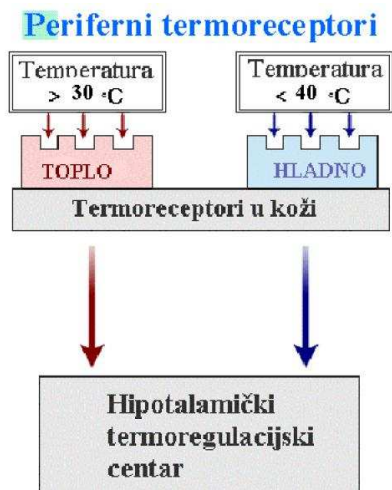 Periferni termoreceptori
Temperatura
> 30 °C
Temperatura
< 40 °C
TOPLO
HLADNO
Termoreceptori u koži
Hipotalamički
termoregulacijski
centar